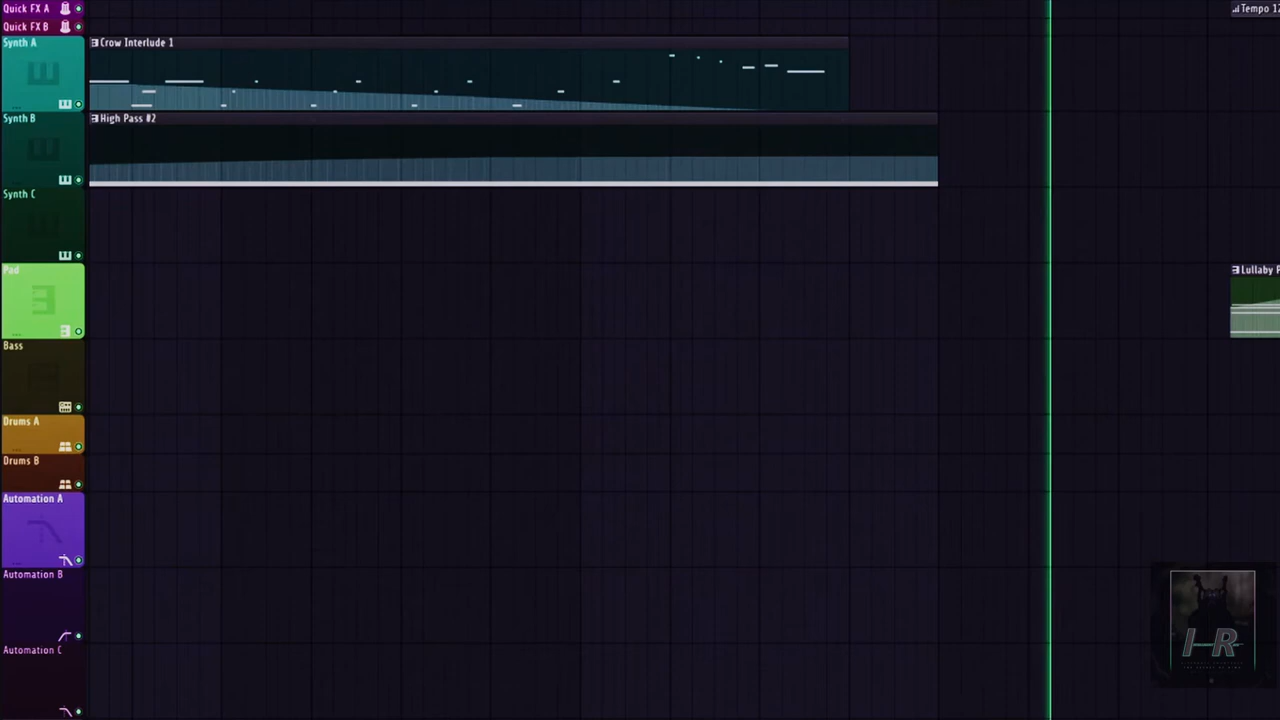 Quick FX A
Tempo 12
Quick FX B
Synth A
Crow Interlude 1
Synth B
High Pass #2
Synth C
Pad
Lullaby P
Bass
Drums A
Drums B
Automation A
Automation B
I-R
Automation C